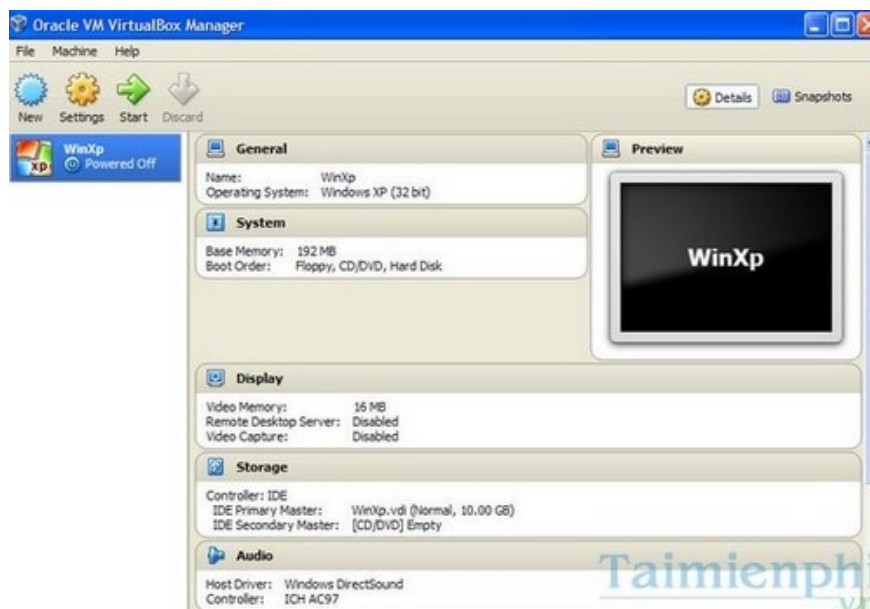 Oracle VM VirtualBox Manager
File Machine Help
New Settings Start Discard
Details Snapshots
WinXp
Powered Off
XP
General
Name: WinXp
Operating System: Windows XP (32 bit)
System
Base Memory: 192 MB
Boot Order: Floppy, CD/DVD, Hard Disk
Preview
WinXp
Display
Video Memory: 16 MB
Remote Desktop Server: Disabled
Video Capture: Disabled
Storage
Controller: IDE
IDE Primary Master: WinXp.vdi (Normal, 10.00 GB)
IDE Secondary Master: [CD/DVD] Empty
Audio
Host Driver: Windows DirectSound
Controller: ICH AC97
Taimienphi